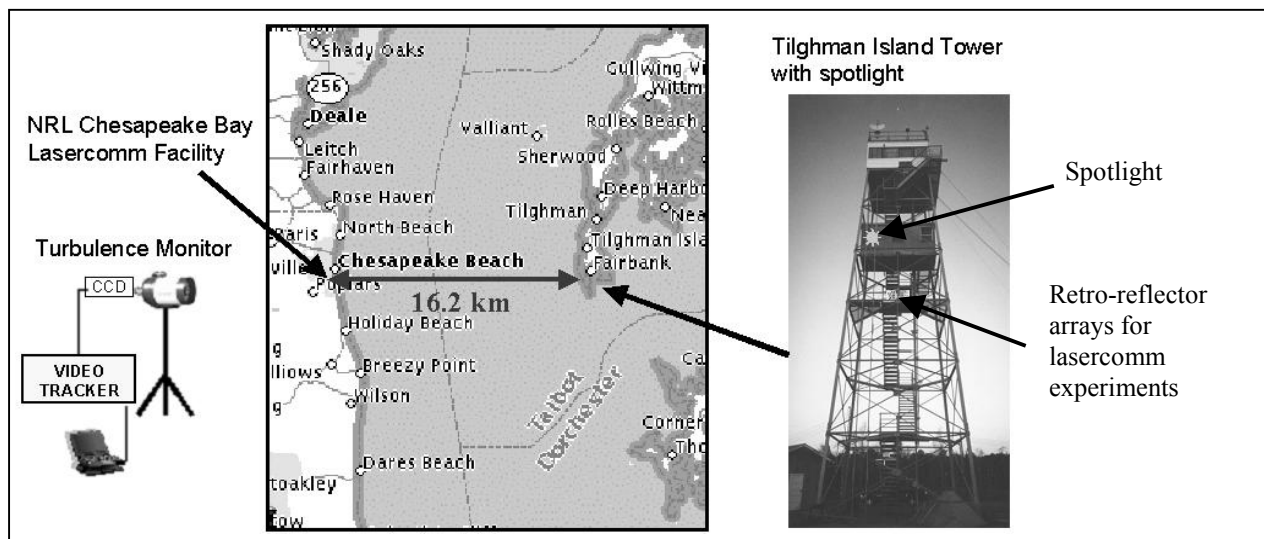 NRL Chesapeake Bay
Lasercomm Facility
Turbulence Monitor
CCD
VIDEO
TRACKER
Shady Oaks
256
Deale
Leitch
Fairhaven
Rose Haven
North Beach
Chesapeake Beach
16.2 km
Holiday Beach
Breezy Point
Wilson
Dares Beach
Valliant
Gullwing
Rolles Beach
Sherwood
Deep Harbo
Tilghman
Tilghman Isla
Fairbank
Talbot
Dorchester
Corner
Tho
Tilghman Island Tower
with spotlight
Spotlight
Retro-reflector
arrays for
lasercomm
experiments